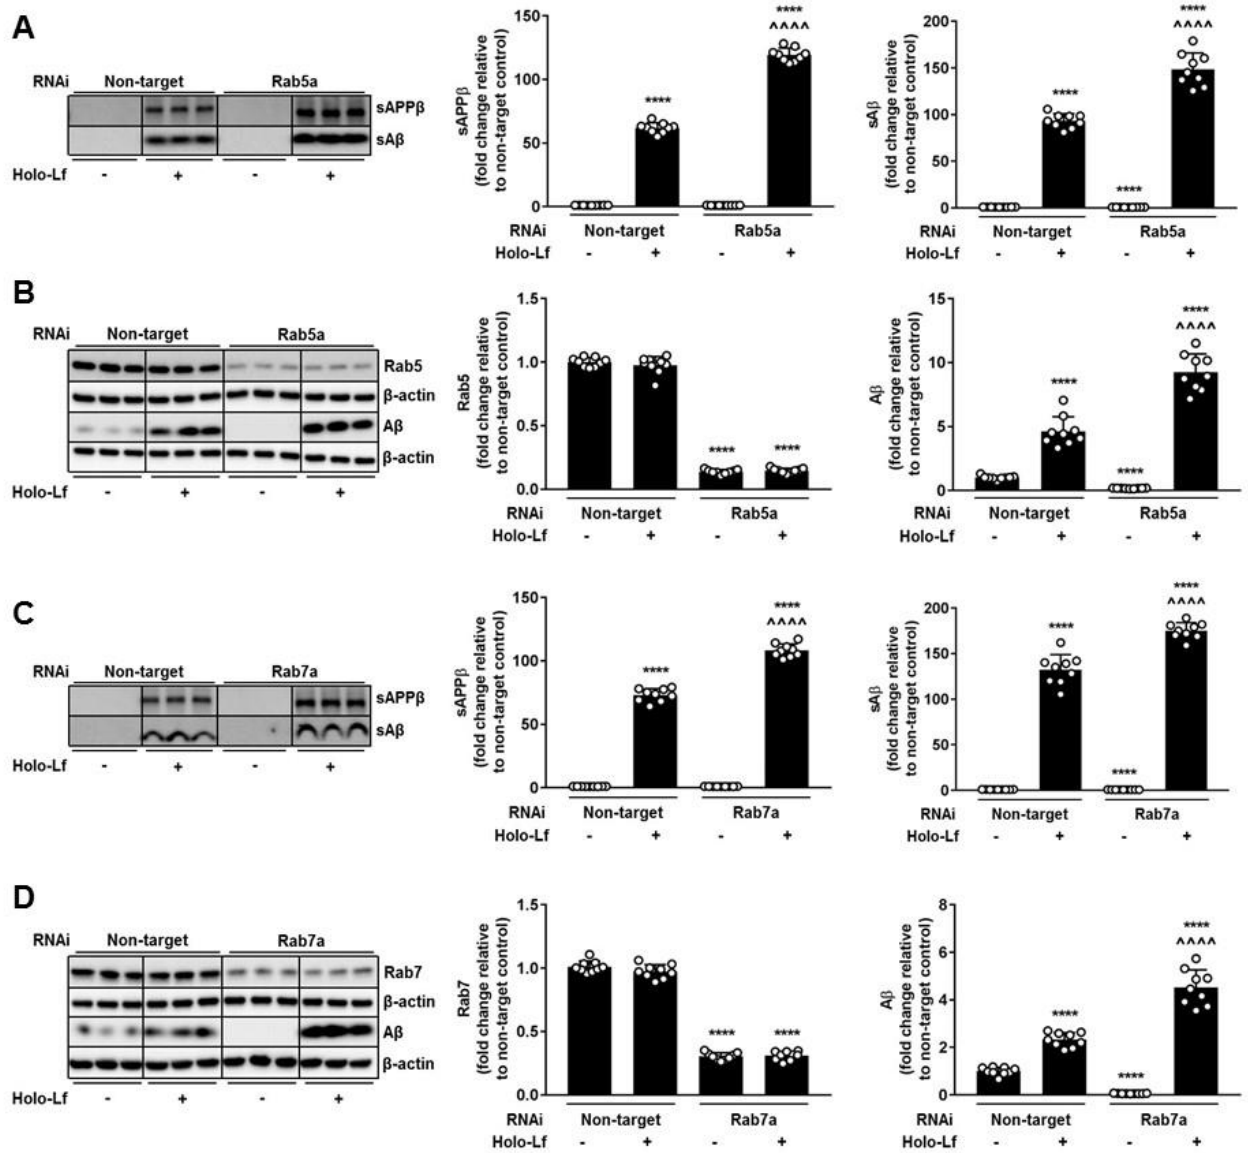 A
RNAi Non-target Rab5a
sAPPβ
sAβ
Holo-Lf - + - +
sAPPβ
(fold change relative
to non-target control)
150
100
50
0
****
****
^^^^
RNAi Non-target Rab5a
Holo-Lf - + - +
sAβ
(fold change relative
to non-target control)
200
150
100
50
0
****
****
****
^^^^
RNAi Non-target Rab5a
Holo-Lf - + - +
B
RNAi Non-target Rab5a
Rab5
β-actin
Aβ
β-actin
Holo-Lf - + - +
Rab5
(fold change relative
to non-target control)
1.5
1.0
0.5
0.0
**** ****
RNAi Non-target Rab5a
Holo-Lf - + - +
Aβ
(fold change relative
to non-target control)
15
10
5
0
****
****
****
^^^^
RNAi Non-target Rab5a
Holo-Lf - + - +
C
RNAi Non-target Rab7a
sAPPβ
sAβ
Holo-Lf - + - +
sAPPβ
(fold change relative
to non-target control)
150
100
50
0
****
****
^^^^
RNAi Non-target Rab7a
Holo-Lf - + - +
sAβ
(fold change relative
to non-target control)
200
150
100
50
0
****
****
****
^^^^
RNAi Non-target Rab7a
Holo-Lf - + - +
D
RNAi Non-target Rab7a
Rab7
β-actin
Aβ
β-actin
Holo-Lf - + - +
Rab7
(fold change relative
to non-target control)
1.5
1.0
0.5
0.0
**** ****
RNAi Non-target Rab7a
Holo-Lf - + - +
Aβ
(fold change relative
to non-target control)
8
6
4
2
0
****
****
****
^^^^
RNAi Non-target Rab7a
Holo-Lf - + - +